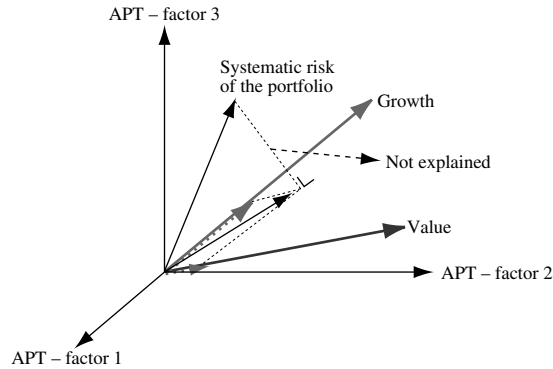 APT – factor 3
Systematic risk
of the portfolio
Growth
Not explained
Value
APT – factor 2
APT – factor 1